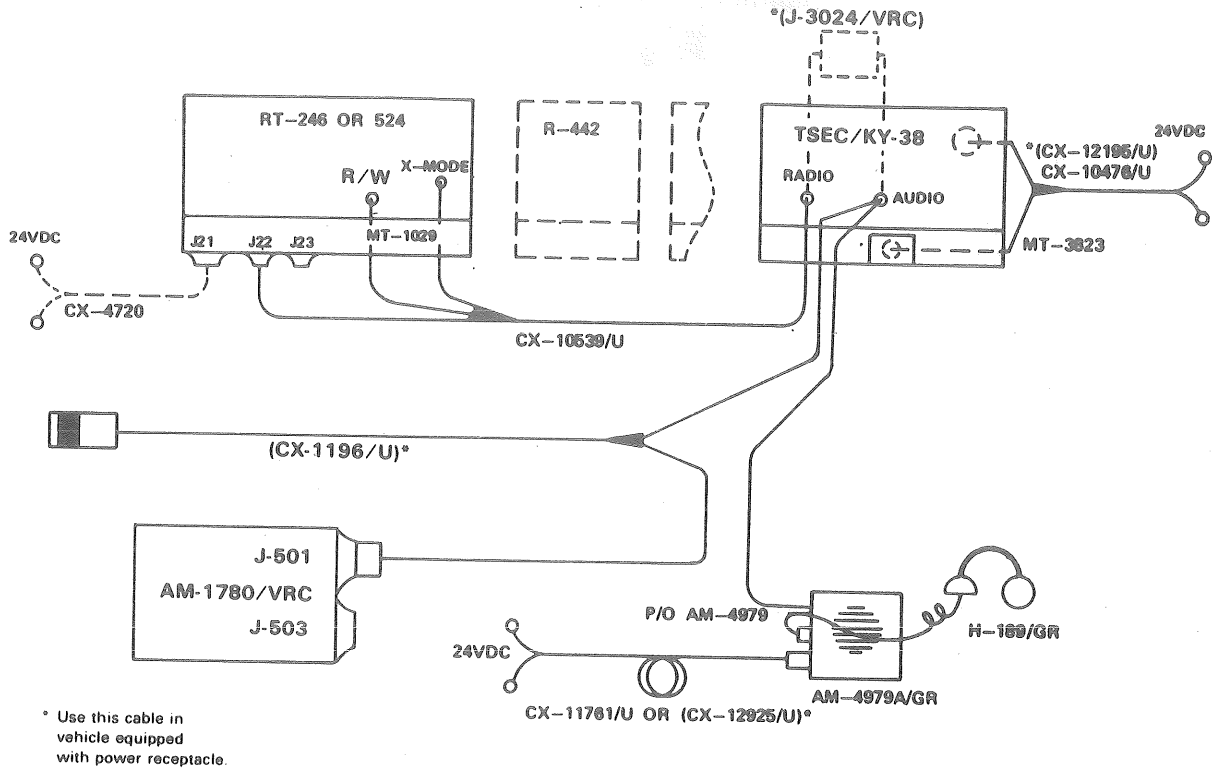 *(J-3024/VRC)
RT-246 OR 524
R-442
TSEC/KY-38
24VDC
*(CX-12195/U)
CX-10476/U
X-MODE
R/W
RADIO
AUDIO
24VDC
J21
J22
J23
MT-1029
MT-3823
CX-4720
CX-10539/U
(CX-1196/U)*
J-501
AM-1780/VRC
J-503
P/O AM-4979
H-189/GR
24VDC
AM-4979A/GR
CX-11761/U OR (CX-12925/U)*
* Use this cable in
vehicle equipped
with power receptacle.